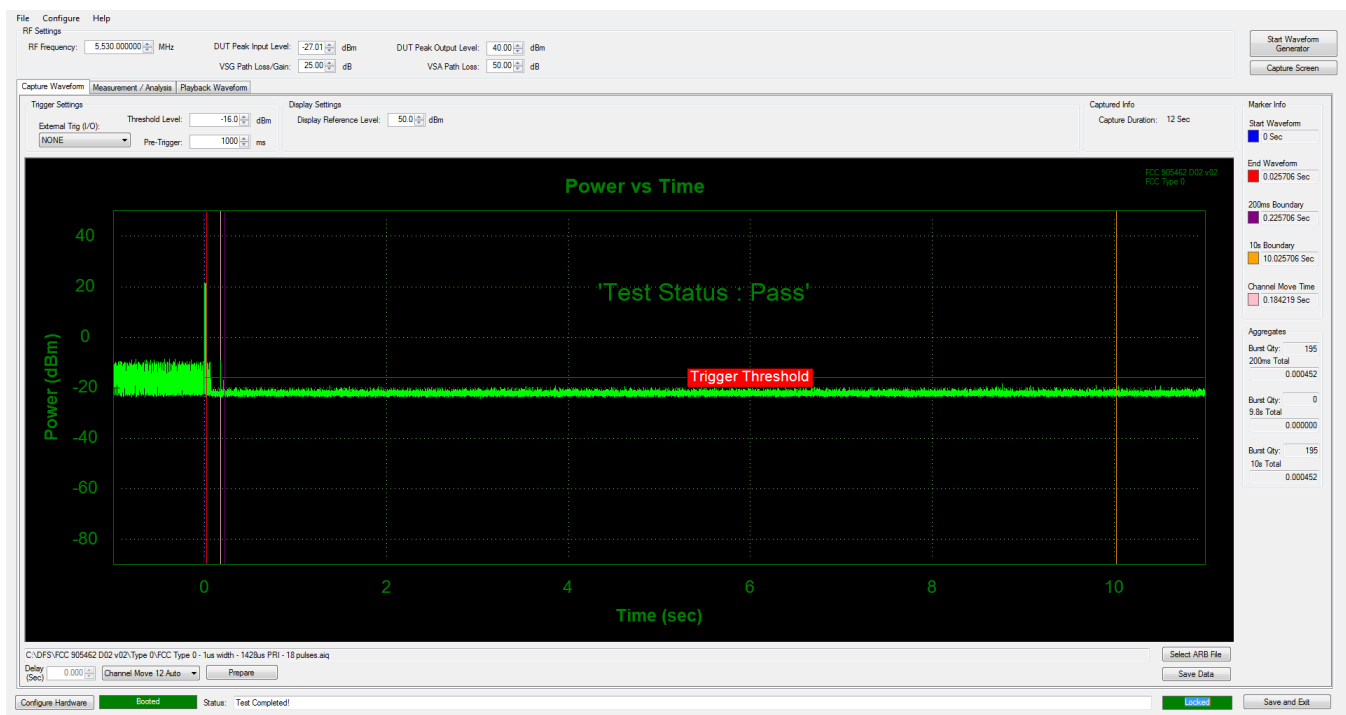 File Configure Help
RF Settings
RF Frequency: 5,530.000000 MHz DUT Peak Input Level: -27.01 dBm DUT Peak Output Level: 40.00 dBm
VSG Path Loss/Gain: 25.00 dB VSA Path Loss: 50.00 dB
Start Waveform Generator
Capture Screen
Capture Waveform Measurement / Analysis Playback Waveform
Trigger Settings
External Trig (I/O):
NONE
Threshold Level: -16.0 dBm
Pre-Trigger: 1000 ms
Display Settings
Display Reference Level: 50.0 dBm
Captured Info
Capture Duration: 12 Sec
Marker Info
Start Waveform
0 Sec
End Waveform
0.025706 Sec
200ms Boundary
0.225706 Sec
10s Boundary
10.025706 Sec
Channel Move Time
0.184219 Sec
Aggregates
Burst Qty: 195
200ms Total
0.000452
Burst Qty: 0
9.8s Total
0.000000
Burst Qty: 195
10s Total
0.000452
Power vs Time
FCC 905462 D02 v02
FCC Type 0
'Test Status : Pass'
Trigger Threshold
Power (dBm)
40
20
0
-20
-40
-60
-80
0 2 4 6 8 10
Time (sec)
C:\DFS\FCC 905462 D02 v02\Type 0\FCC Type 0 - 1us width - 1428us PRI - 18 pulses.aiq
Select ARB File
Delay (Sec) 0.000 Channel Move 12 Auto Prepare
Save Data
Configure Hardware Booted Status: Test Completed! Locked Save and Exit